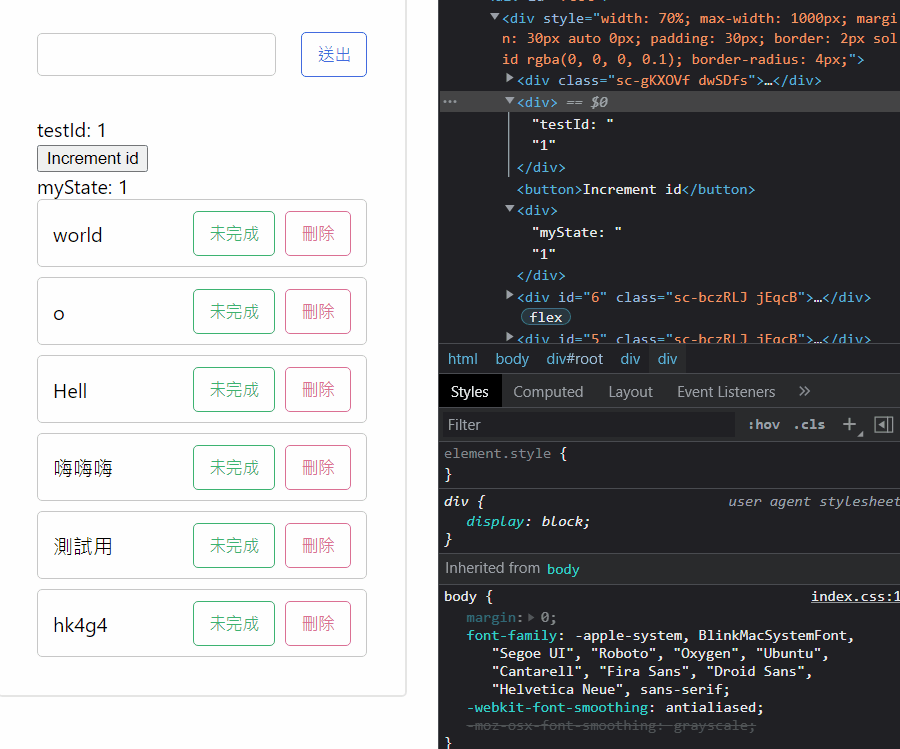 送出
testId: 1
Increment id
myState: 1
world 未完成 刪除
o 未完成 刪除
Hell 未完成 刪除
嗨嗨嗨 未完成 刪除
測試用 未完成 刪除
hk4g4 未完成 刪除
<div style="width: 70%; max-width: 1000px; margi
n: 30px auto 0px; padding: 30px; border: 2px sol
id rgba(0, 0, 0, 0.1); border-radius: 4px;">
<div class="sc-gKXOVf dwSDfs">…</div>
<div> == $0
"testId: "
"1"
</div>
<button>Increment id</button>
<div>
"myState: "
"1"
</div>
<div id="6" class="sc-bczRLJ jEqcB">…</div>
flex
<div id="5" class="sc-bczRLJ jEqcB">…</div>
html body div#root div div
Styles Computed Layout Event Listeners »
Filter :hov .cls +
element.style {
}
div { user agent stylesheet
display: block;
}
Inherited from body
body { index.css:1
margin: 0;
font-family: -apple-system, BlinkMacSystemFont,
"Segoe UI", "Roboto", "Oxygen", "Ubuntu",
"Cantarell", "Fira Sans", "Droid Sans",
"Helvetica Neue", sans-serif;
-webkit-font-smoothing: antialiased;
-moz-osx-font-smoothing: grayscale;
}